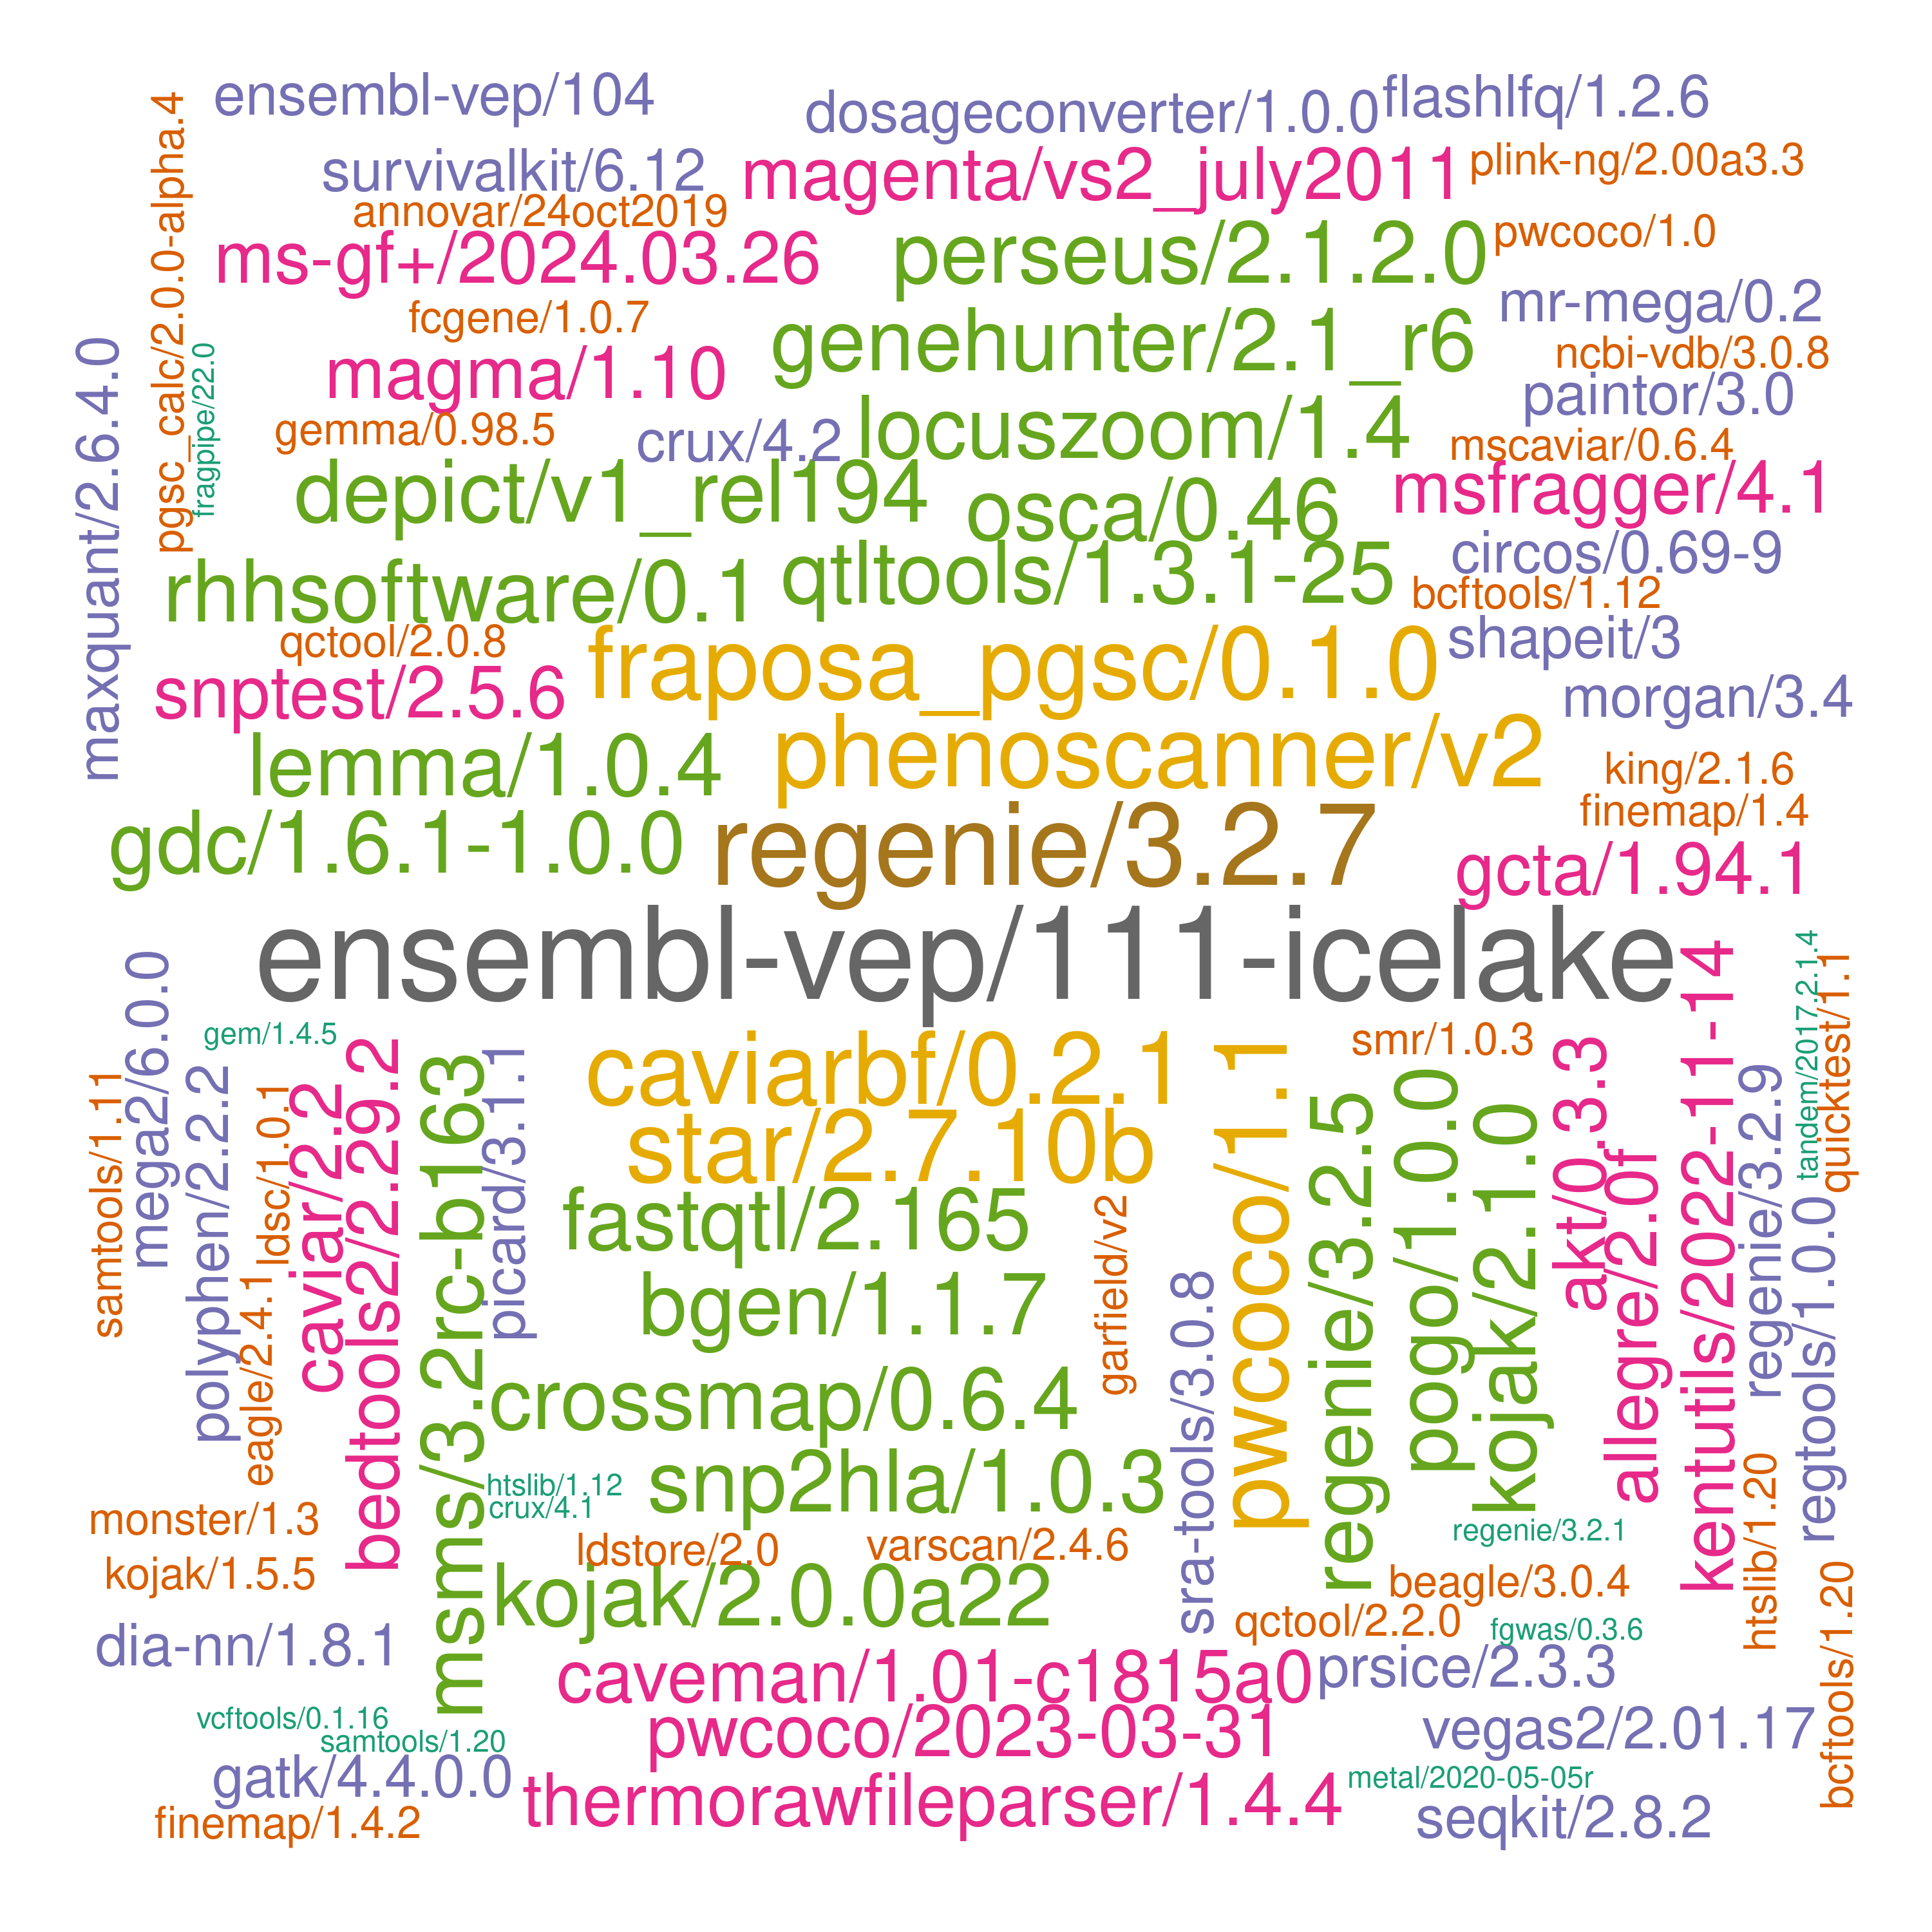 ensembl-vep/104
dosageconverter/1.0.0
flashlfq/1.2.6
survivalkit/6.12
magenta/vs2_july2011
plink-ng/2.00a3.3
annovar/24oct2019
ms-gf+/2024.03.26
perseus/2.1.2.0
pwcoco/1.0
pgsc_calc/2.0.0-alpha.4
fragpipe/22.0
maxquant/2.6.4.0
fcgene/1.0.7
genehunter/2.1_r6
mr-mega/0.2
magma/1.10
ncbi-vdb/3.0.8
paintor/3.0
gemma/0.98.5
crux/4.2
locuszoom/1.4
mscaviar/0.6.4
depict/v1_rel194
osca/0.46
msfragger/4.1
circos/0.69-9
rhhsoftware/0.1
qtltools/1.3.1-25
bcftools/1.12
qctool/2.0.8
fraposa_pgsc/0.1.0
shapeit/3
snptest/2.5.6
morgan/3.4
lemma/1.0.4
phenoscanner/v2
king/2.1.6
finemap/1.4
gdc/1.6.1-1.0.0
regenie/3.2.7
gcta/1.94.1
ensembl-vep/111-icelake
samtools/1.11
mega2/6.0.0
gem/1.4.5
polyphen/2.2.2
eagle/2.4.1
ldsc/1.0.1
caviar/2.2
bedtools2/2.29.2
msms/3.2rc-b163
picard/3.1.1
caviarbf/0.2.1
star/2.7.10b
fastqtl/2.165
bgen/1.1.7
garfield/v2
crossmap/0.6.4
snp2hla/1.0.3
sra-tools/3.0.8
pwcoco/1.1
smr/1.0.3
regenie/3.2.5
pogo/1.0.0
kojak/2.1.0
akt/0.3.3
allegre/2.0f
kentutils/2022-11-14
regenie/3.2.9
tandem/2017.2.1.4
quicktest/1.1
regtools/1.0.0
htslib/1.12
crux/4.1
monster/1.3
regenie/3.2.1
htslib/1.20
ldstore/2.0
varscan/2.4.6
kojak/1.5.5
kojak/2.0.0a22
beagle/3.0.4
qctool/2.2.0
fgwas/0.3.6
bcftools/1.20
dia-nn/1.8.1
caveman/1.01-c1815a0
prsice/2.3.3
vcftools/0.1.16
samtools/1.20
pwcoco/2023-03-31
vegas2/2.01.17
gatk/4.4.0.0
thermorawfileparser/1.4.4
metal/2020-05-05r
finemap/1.4.2
seqkit/2.8.2